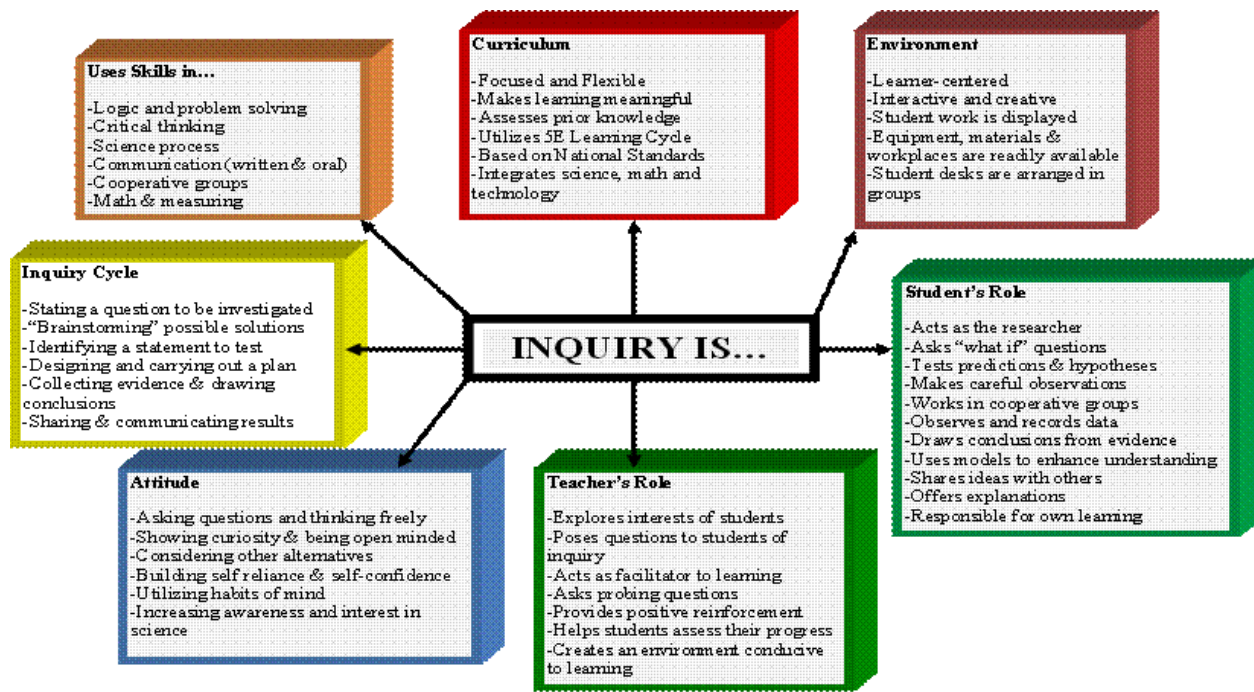 Uses Skills in...
-Logic and problem solving
-Critical thinking
-Science process
-Communication (written & oral)
-Cooperative groups
-Math & measuring
Curriculum
-Focused and Flexible
-Makes learning meaningful
-Assesses prior knowledge
-Utilizes 5E Learning Cycle
-Based on National Standards
-Integrates science, math and
technology
Environment
-Learner-centered
-Interactive and creative
-Student work is displayed
-Equipment, materials &
workplaces are readily available
-Student desks are arranged in
groups
Inquiry Cycle
-Stating a question to be investigated
-“Brainstorming” possible solutions
-Identifying a statement to test
-Designing and carrying out a plan
-Collecting evidence & drawing
conclusions
-Sharing & communicating results
INQUIRY IS...
Student’s Role
-Acts as the researcher
-Asks “what if” questions
-Tests predictions & hypotheses
-Makes careful observations
-Works in cooperative groups
-Observes and records data
-Draws conclusions from evidence
-Uses models to enhance understanding
-Shares ideas with others
-Offers explanations
-Responsible for own learning
Attitude
-Asking questions and thinking freely
-Showing curiosity & being open minded
-Considering other alternatives
-Building self reliance & self-confidence
-Utilizing habits of mind
-Increasing awareness and interest in
science
Teacher’s Role
-Explores interests of students
-Poses questions to students of
inquiry
-Acts as facilitator to learning
-Asks probing questions
-Provides positive reinforcement
-Helps students assess their progress
-Creates an environment conducive
to learning